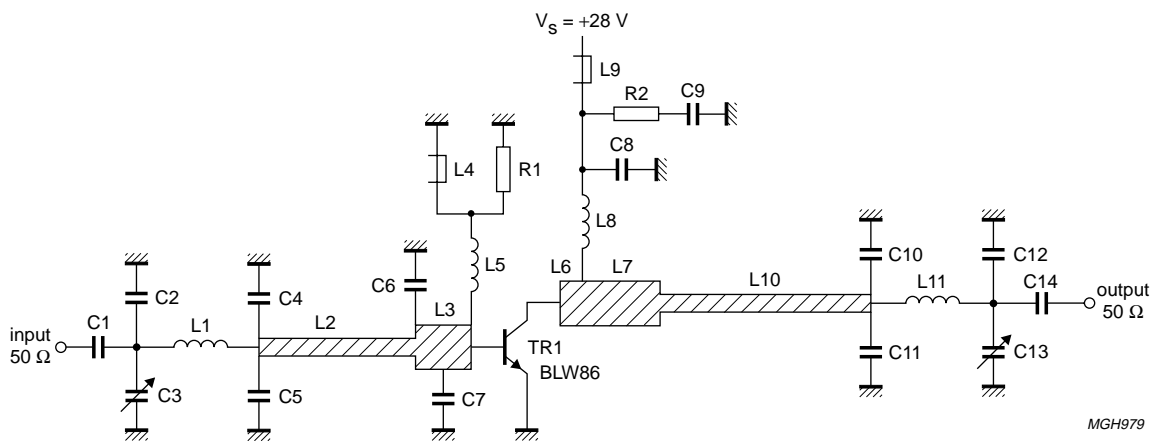 V_S = +28 V
L9
R2
C9
C8
L4
R1
L8
L5
C6
L6
L7
L10
C10
L11
C12
C14
output
50 Ω
C2
C4
L3
input
50 Ω
C1
L1
L2
TR1
BLW86
C11
C13
C3
C5
C7
MGH979